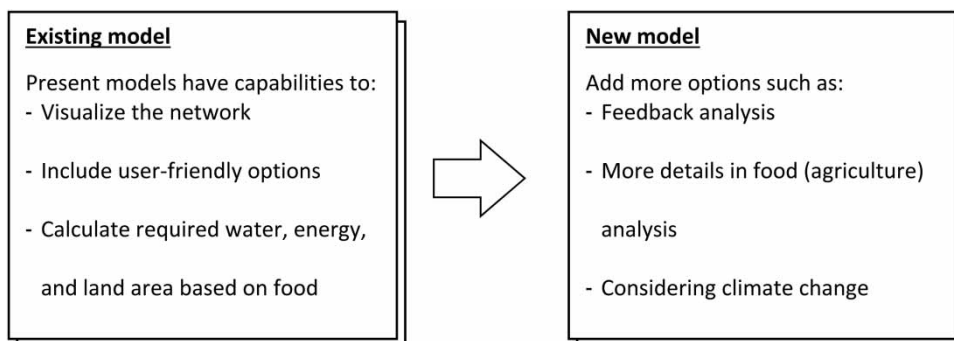 Existing model
Present models have capabilities to:
- Visualize the network
- Include user-friendly options
- Calculate required water, energy,
and land area based on food
New model
Add more options such as:
- Feedback analysis
- More details in food (agriculture)
analysis
- Considering climate change